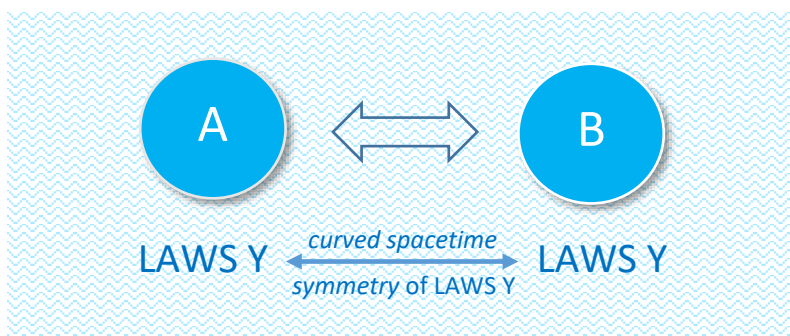 A
B
LAWS Y
curved spacetime
symmetry of LAWS Y
LAWS Y